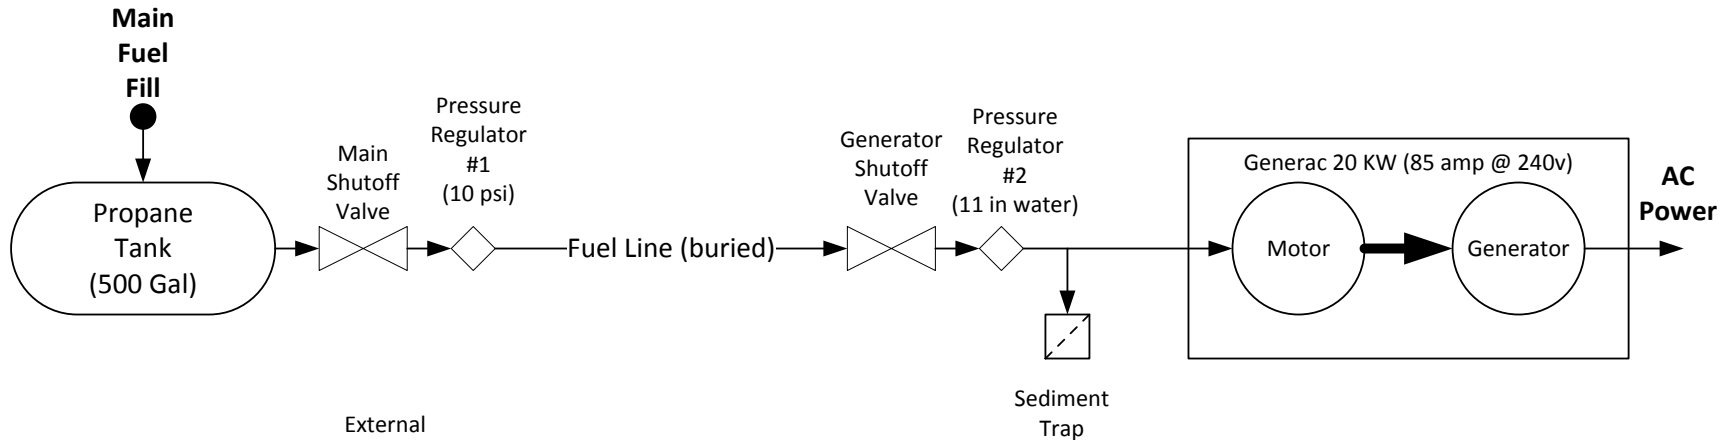 Main
Fuel
Fill
Propane
Tank
(500 Gal)
Main
Shutoff
Valve
Pressure
Regulator
#1
(10 psi)
Fuel Line (buried)
Generator
Shutoff
Valve
Pressure
Regulator
#2
(11 in water)
Sediment
Trap
Generac 20 KW (85 amp @ 240v)
Motor
Generator
AC
Power
External